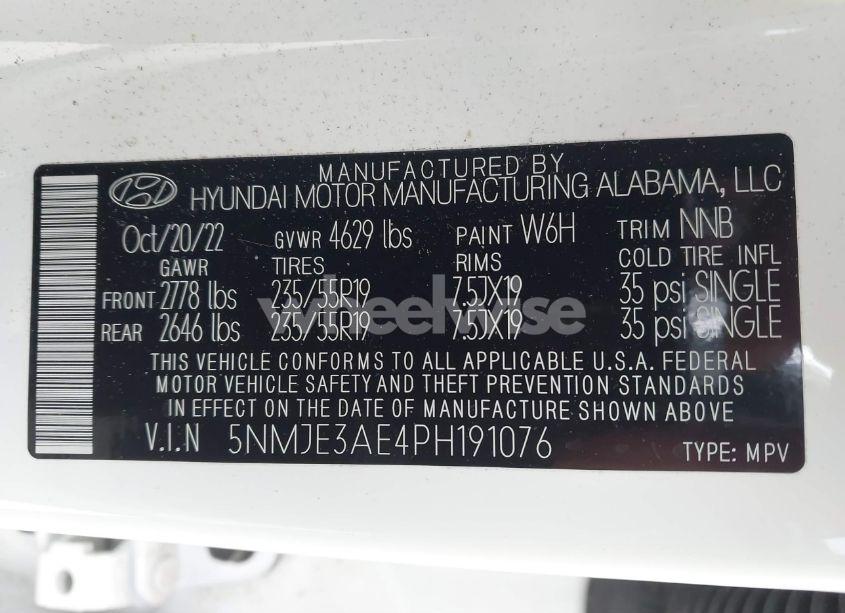 MANUFACTURED BY
HYUNDAI MOTOR MANUFACTURING ALABAMA, LLC
Oct/20/22 GVWR 4629 lbs PAINT W6H TRIM NNB
GAWR TIRES RIMS COLD TIRE INFL
FRONT 2778 lbs 235/55R19 7.5JX19 35 psi SINGLE
REAR 2646 lbs 235/55R19 7.5JX19 35 psi SINGLE
wheelwise
THIS VEHICLE CONFORMS TO ALL APPLICABLE U.S.A. FEDERAL
MOTOR VEHICLE SAFETY AND THEFT PREVENTION STANDARDS
IN EFFECT ON THE DATE OF MANUFACTURE SHOWN ABOVE
V.I.N 5NMJE3AE4PH191076 TYPE: MPV